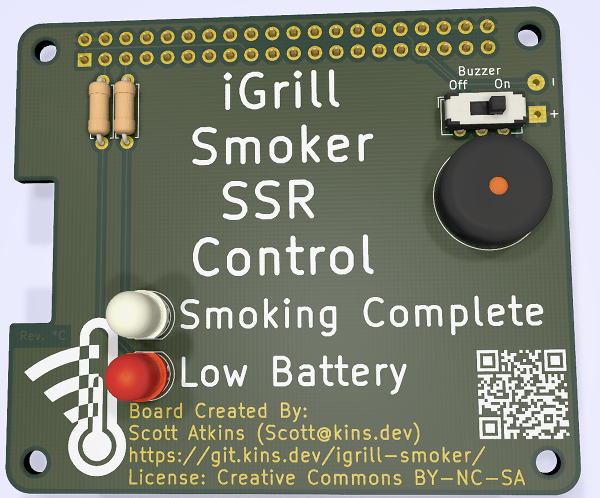 Buzzer
Off On
-
+
iGrill
Smoker
SSR
Control
Smoking Complete
Rev. °C
Low Battery
Board Created By:
Scott Atkins (Scott@kins.dev)
https://git.kins.dev/igrill-smoker/
License: Creative Commons BY-NC-SA